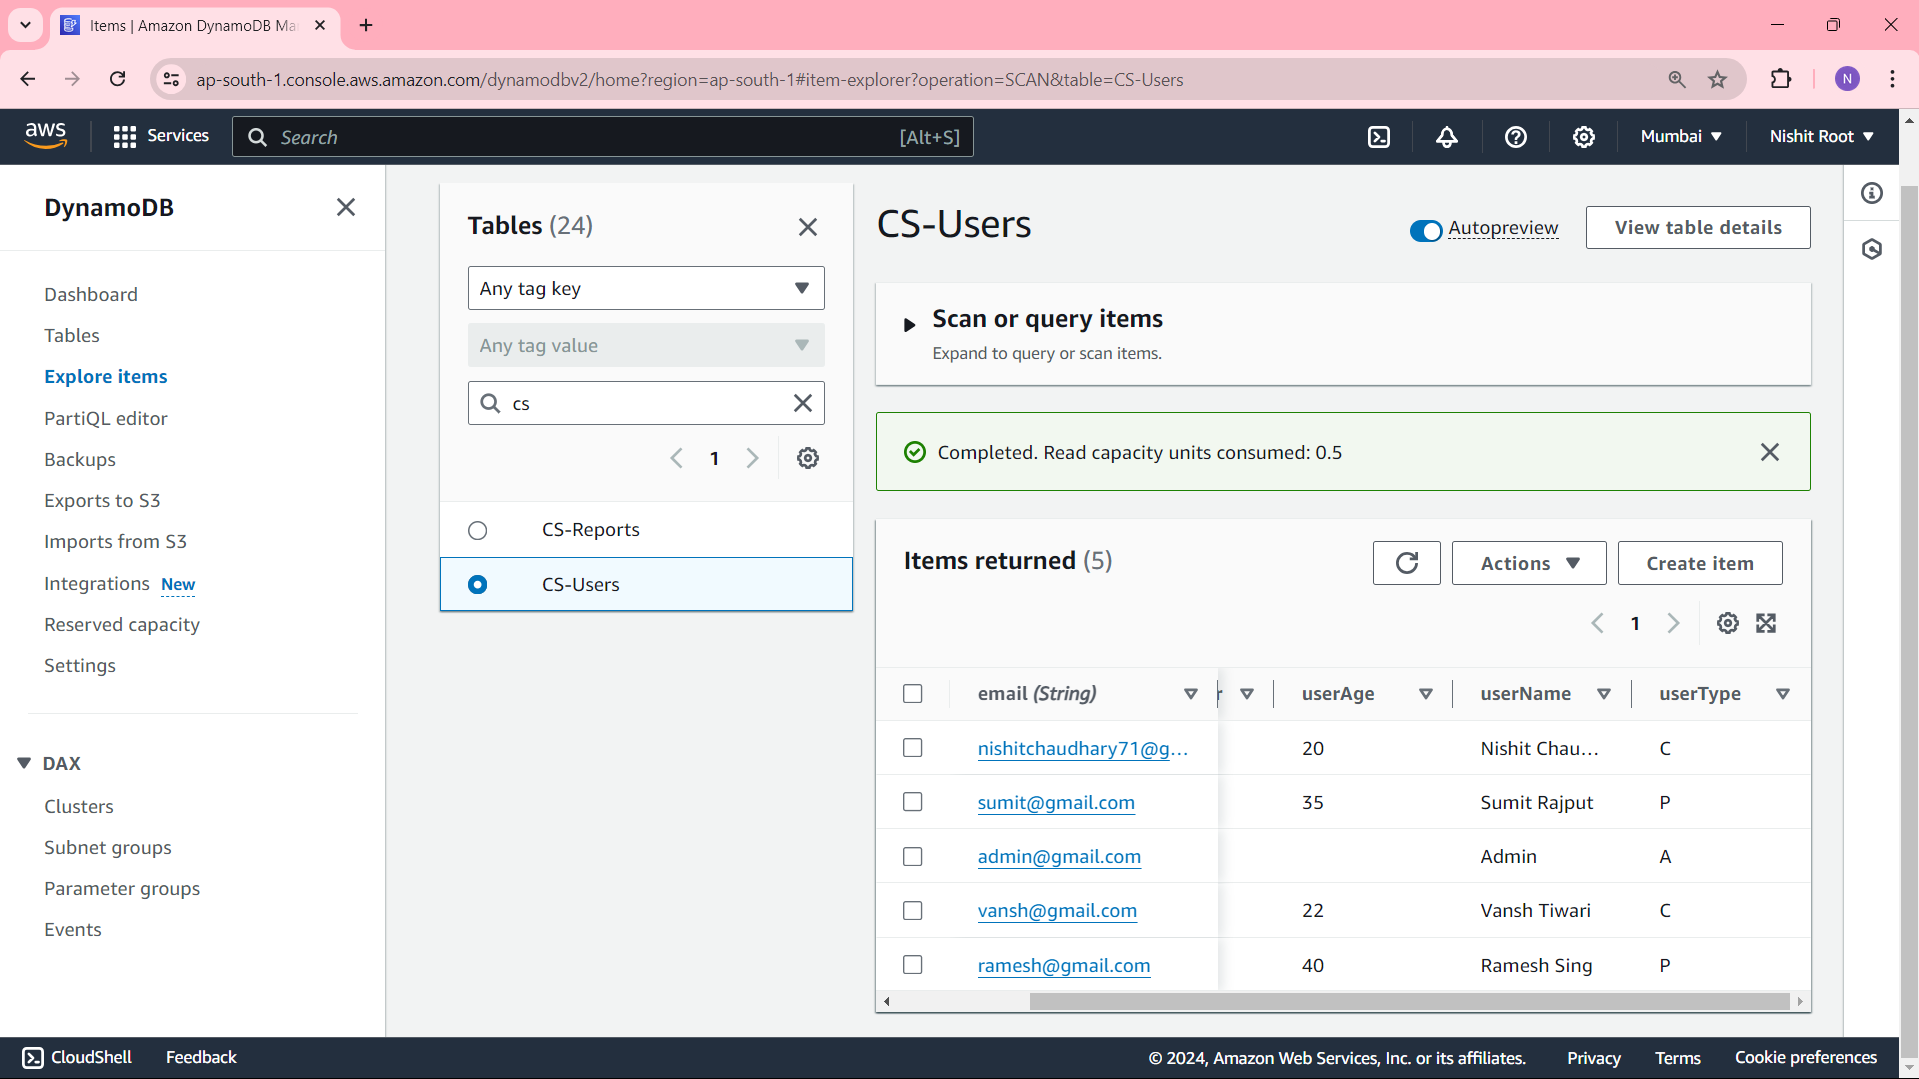 Items | Amazon DynamoDB Ma
ap-south-1.console.aws.amazon.com/dynamodbv2/home?region=ap-south-1#item-explorer?operation=SCAN&table=CS-Users
N
aws
Services
Search
[Alt+S]
Mumbai
Nishit Root
DynamoDB
Dashboard
Tables
Explore items
PartiQL editor
Backups
Exports to S3
Imports from S3
Integrations New
Reserved capacity
Settings
DAX
Clusters
Subnet groups
Parameter groups
Events
Tables (24)
Any tag key
Any tag value
cs
1
CS-Reports
CS-Users
CS-Users
Autopreview
View table details
Scan or query items
Expand to query or scan items.
Completed. Read capacity units consumed: 0.5
Items returned (5)
Actions
Create item
1
email (String) r userAge userName userType
nishitchaudhary71@g... 20 Nishit Chau... C
sumit@gmail.com 35 Sumit Rajput P
admin@gmail.com Admin A
vansh@gmail.com 22 Vansh Tiwari C
ramesh@gmail.com 40 Ramesh Sing P
CloudShell
Feedback
© 2024, Amazon Web Services, Inc. or its affiliates.
Privacy
Terms
Cookie preferences